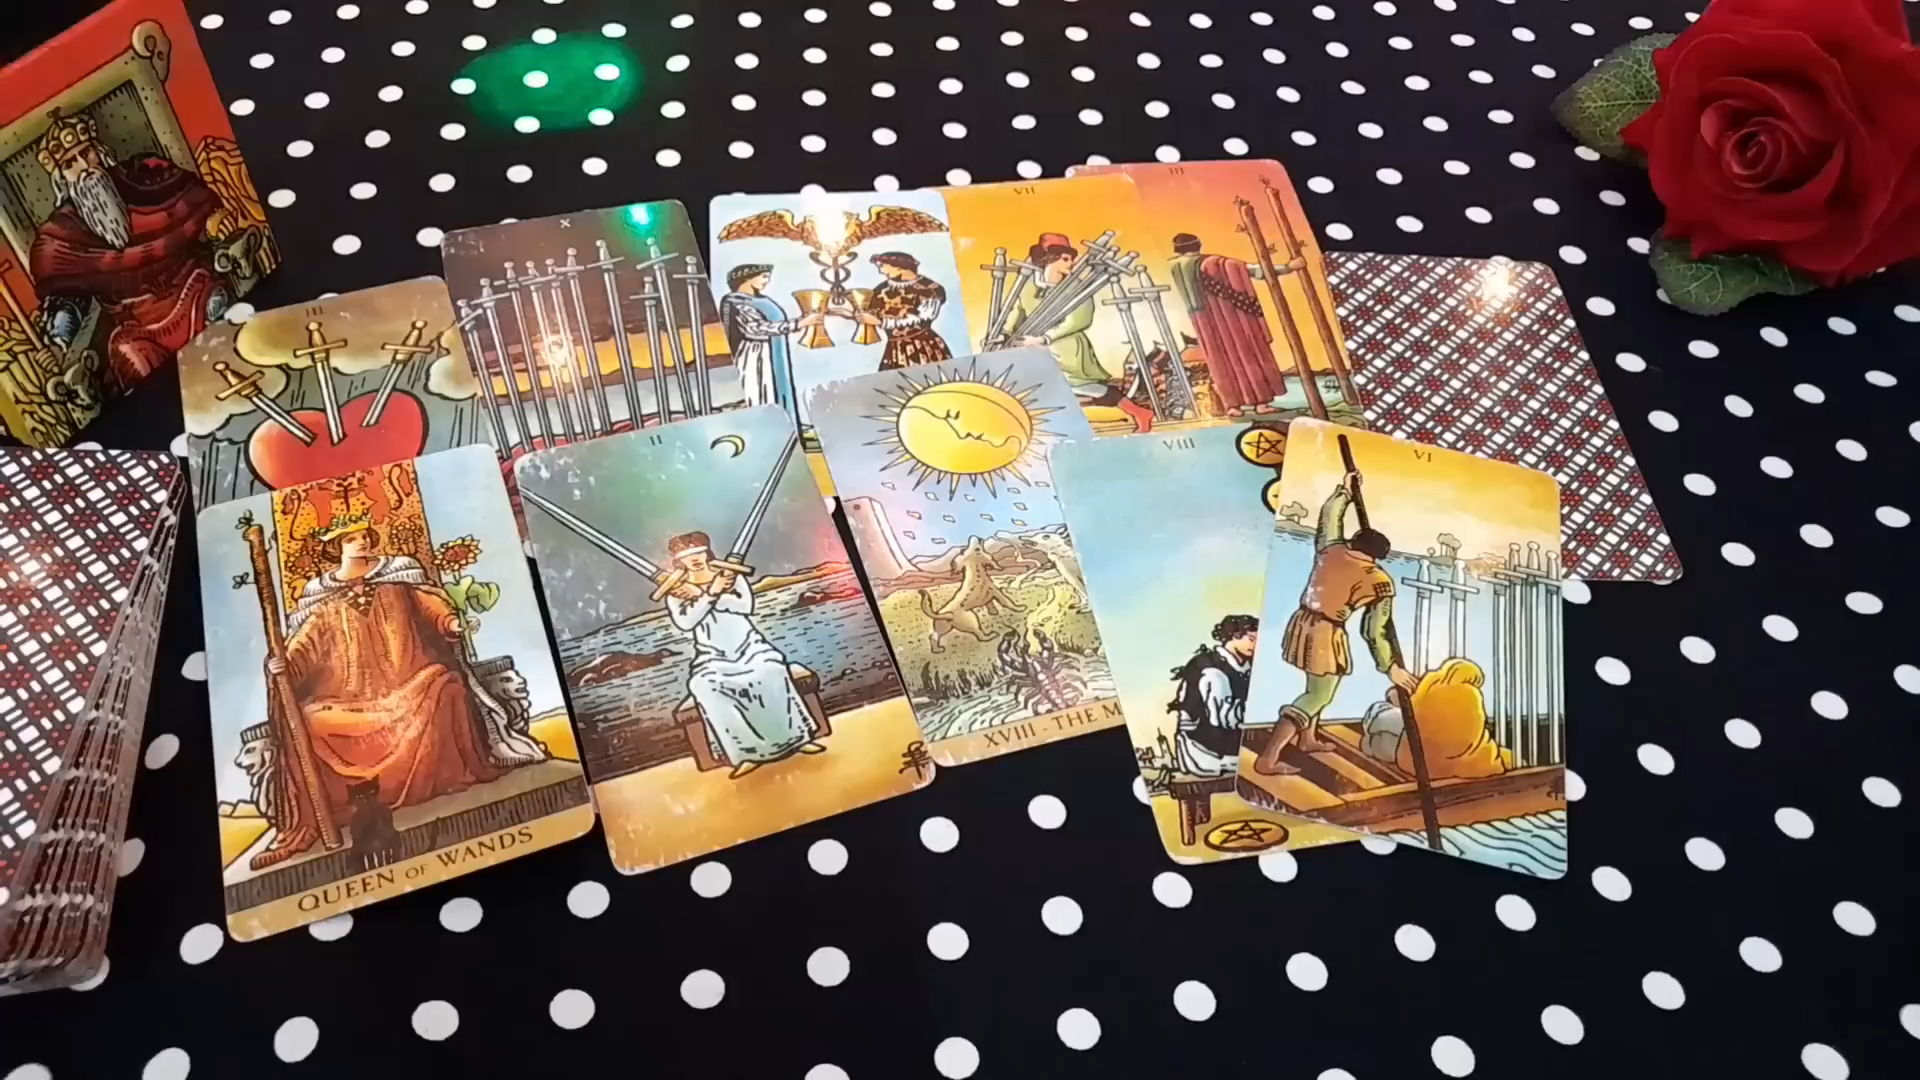 III
X
VII
III
II
VIII
VI
XVIII · THE M
QUEEN OF WANDS